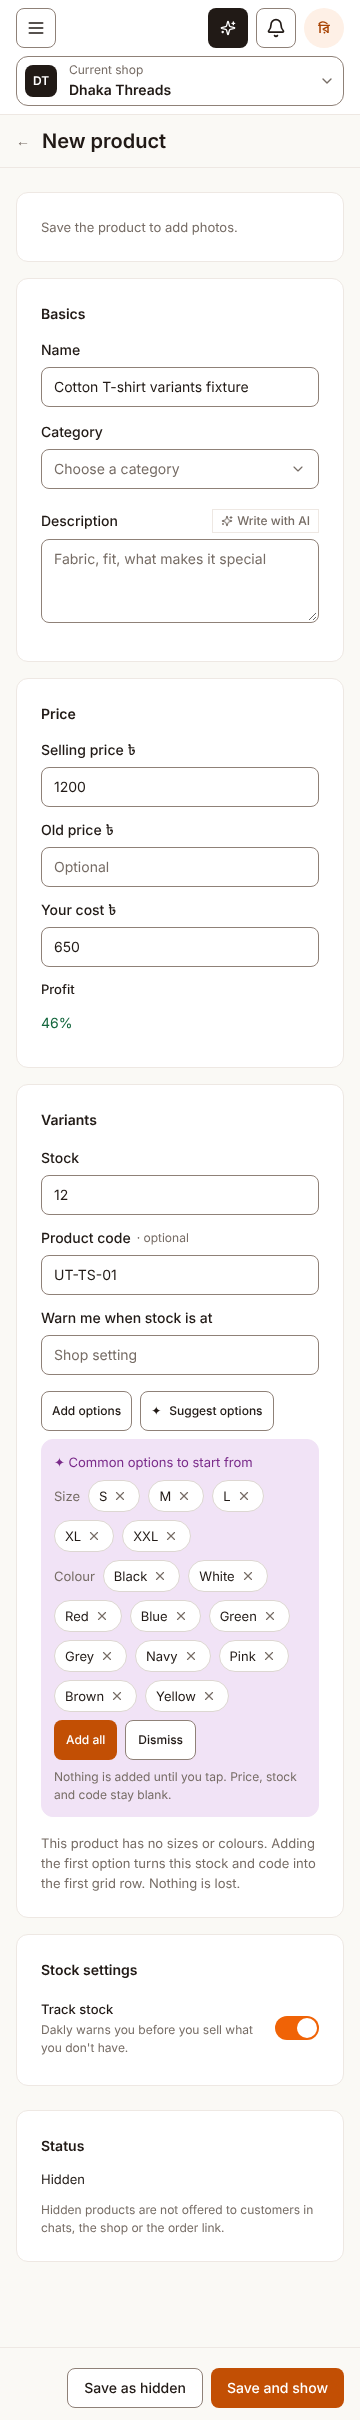 রি
DT
Current shop
Dhaka Threads
← New product
Save the product to add photos.
Basics
Name
Cotton T-shirt variants fixture
Category
Choose a category
Description
Write with AI
Fabric, fit, what makes it special
Price
Selling price ৳
1200
Old price ৳
Optional
Your cost ৳
650
Profit
46%
Variants
Stock
12
Product code · optional
UT-TS-01
Warn me when stock is at
Shop setting
Add options
✦ Suggest options
✦ Common options to start from
Size S × M × L ×
XL × XXL ×
Colour Black × White ×
Red × Blue × Green ×
Grey × Navy × Pink ×
Brown × Yellow ×
Add all Dismiss
Nothing is added until you tap. Price, stock
and code stay blank.
This product has no sizes or colours. Adding
the first option turns this stock and code into
the first grid row. Nothing is lost.
Stock settings
Track stock
Dakly warns you before you sell what
you don't have.
Status
Hidden
Hidden products are not offered to customers in
chats, the shop or the order link.
Save as hidden Save and show